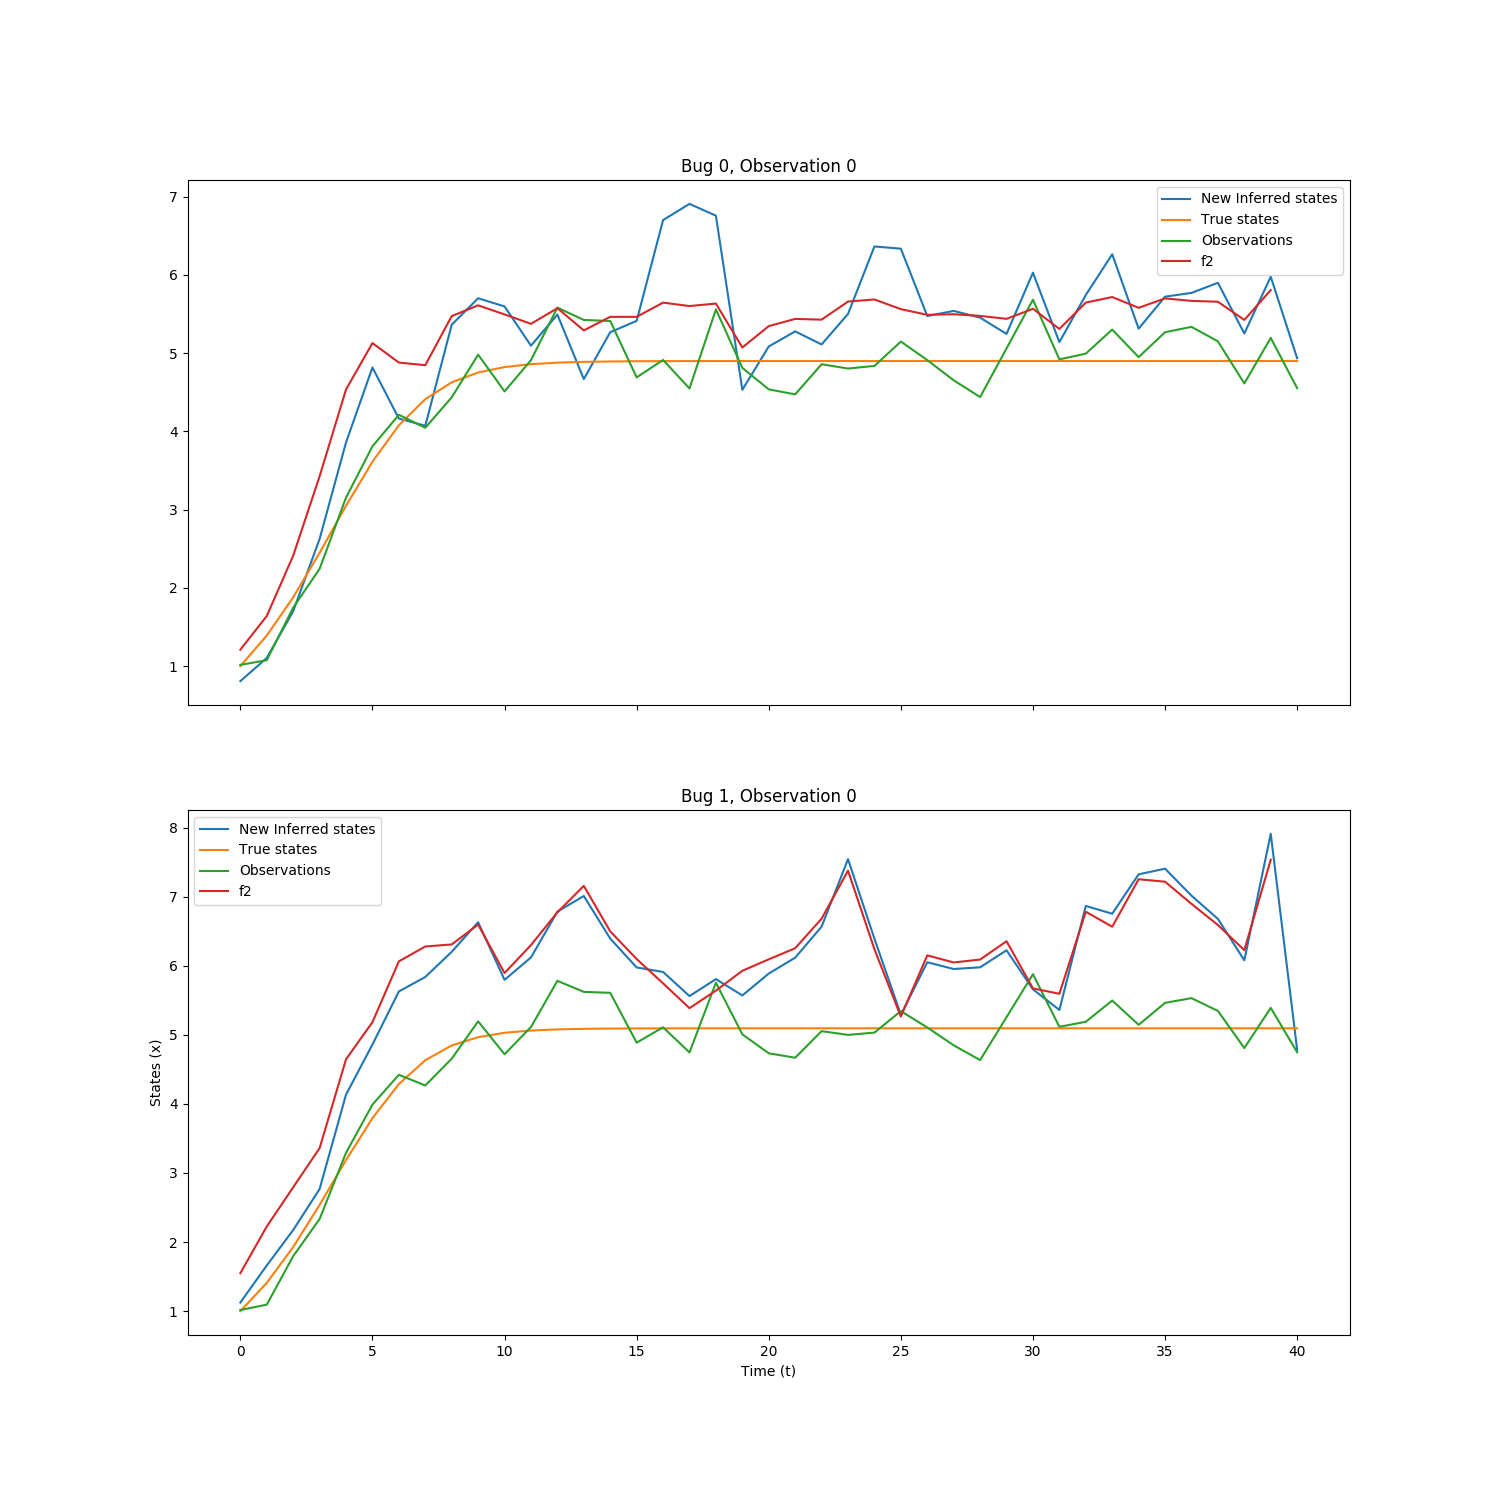 Bug 0, Observation 0
7
6
5
4
3
2
1
New Inferred states
True states
Observations
f2
Bug 1, Observation 0
8
7
6
5
4
3
2
1
States (x)
New Inferred states
True states
Observations
f2
0 5 10 15 20 25 30 35 40
Time (t)